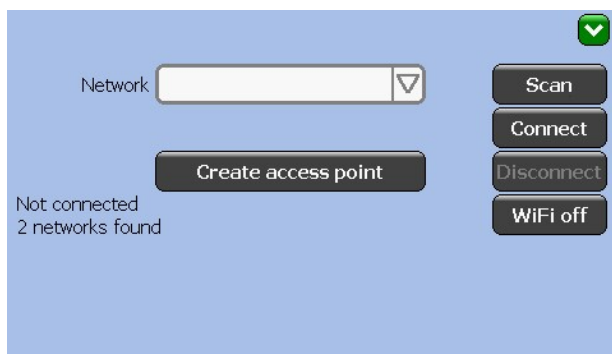 Network
Scan
Connect
Create access point
Disconnect
Not connected
WiFi off
2 networks found